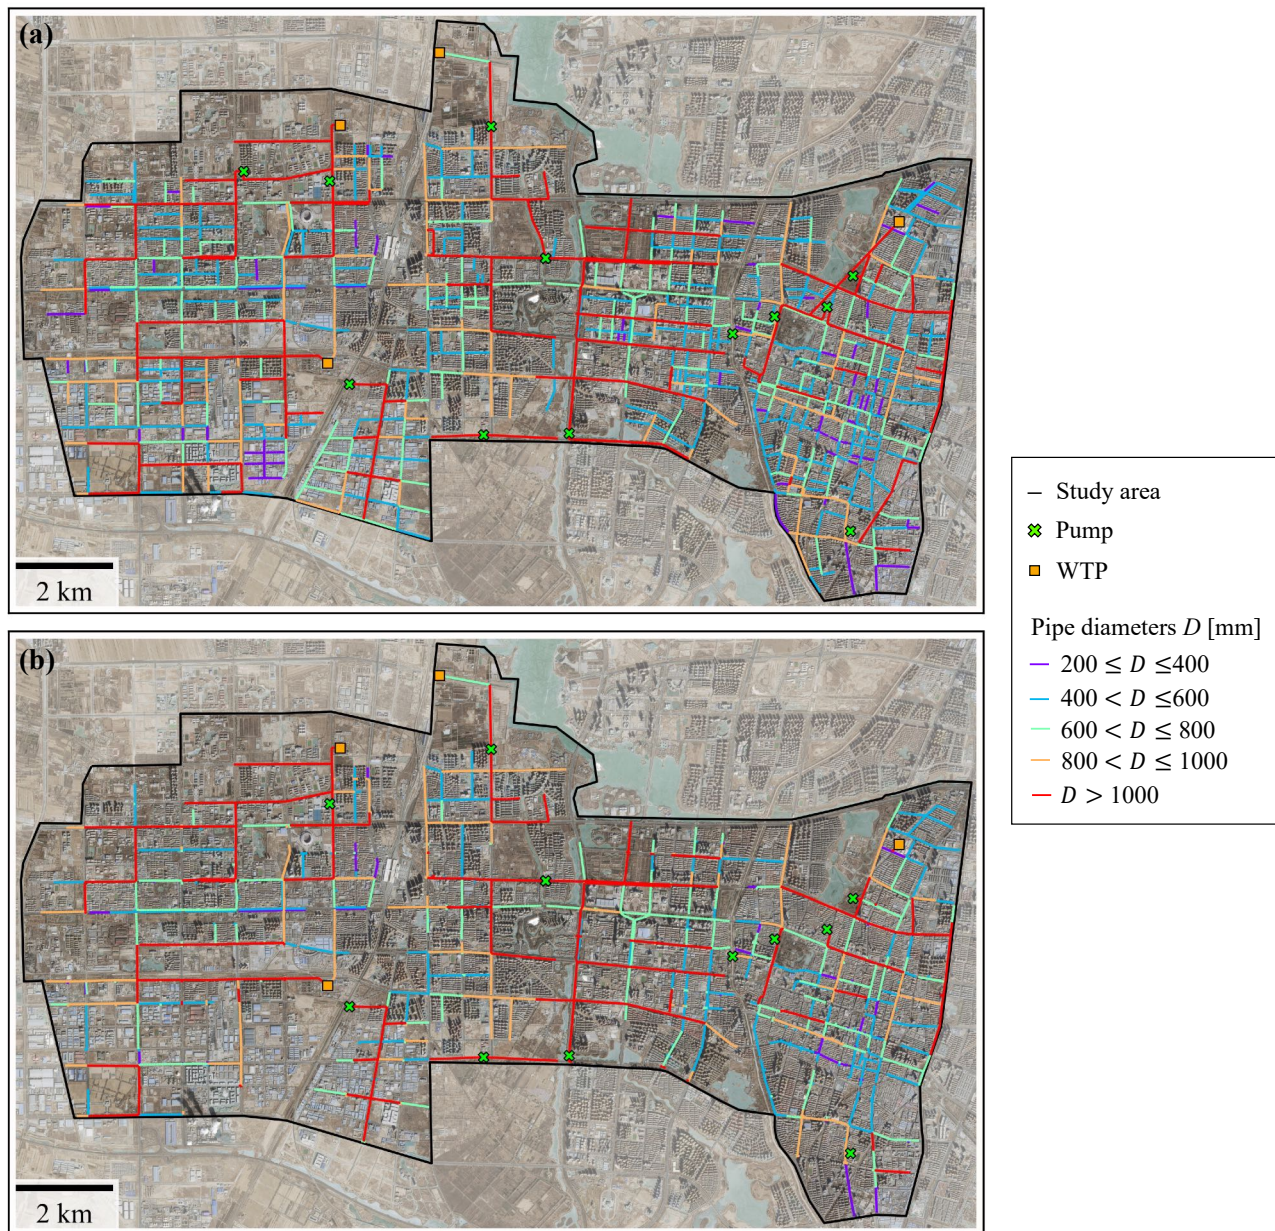 (a)
2 km
Study area
Pump
WTP
Pipe diameters D [mm]
200 ≤ D ≤400
400 < D ≤600
600 < D ≤ 800
800 < D ≤ 1000
D > 1000
(b)
2 km